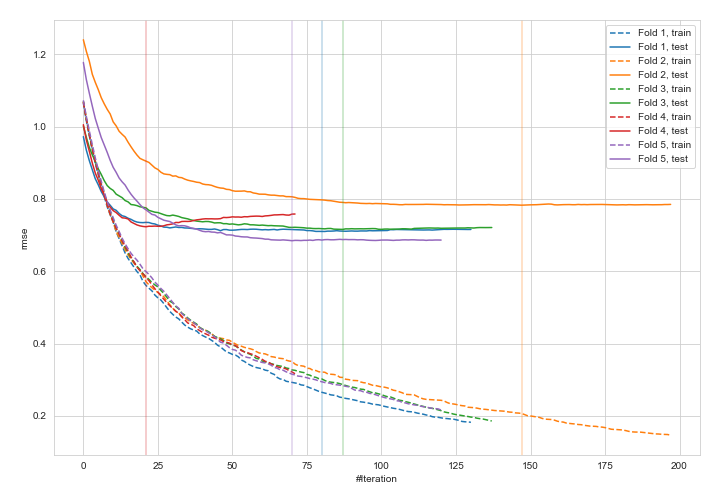 1.2
1.0
0.8
0.6
0.4
0.2
rmse
0 25 50 75 100 125 150 175 200
#Iteration
Fold 1, train
Fold 1, test
Fold 2, train
Fold 2, test
Fold 3, train
Fold 3, test
Fold 4, train
Fold 4, test
Fold 5, train
Fold 5, test